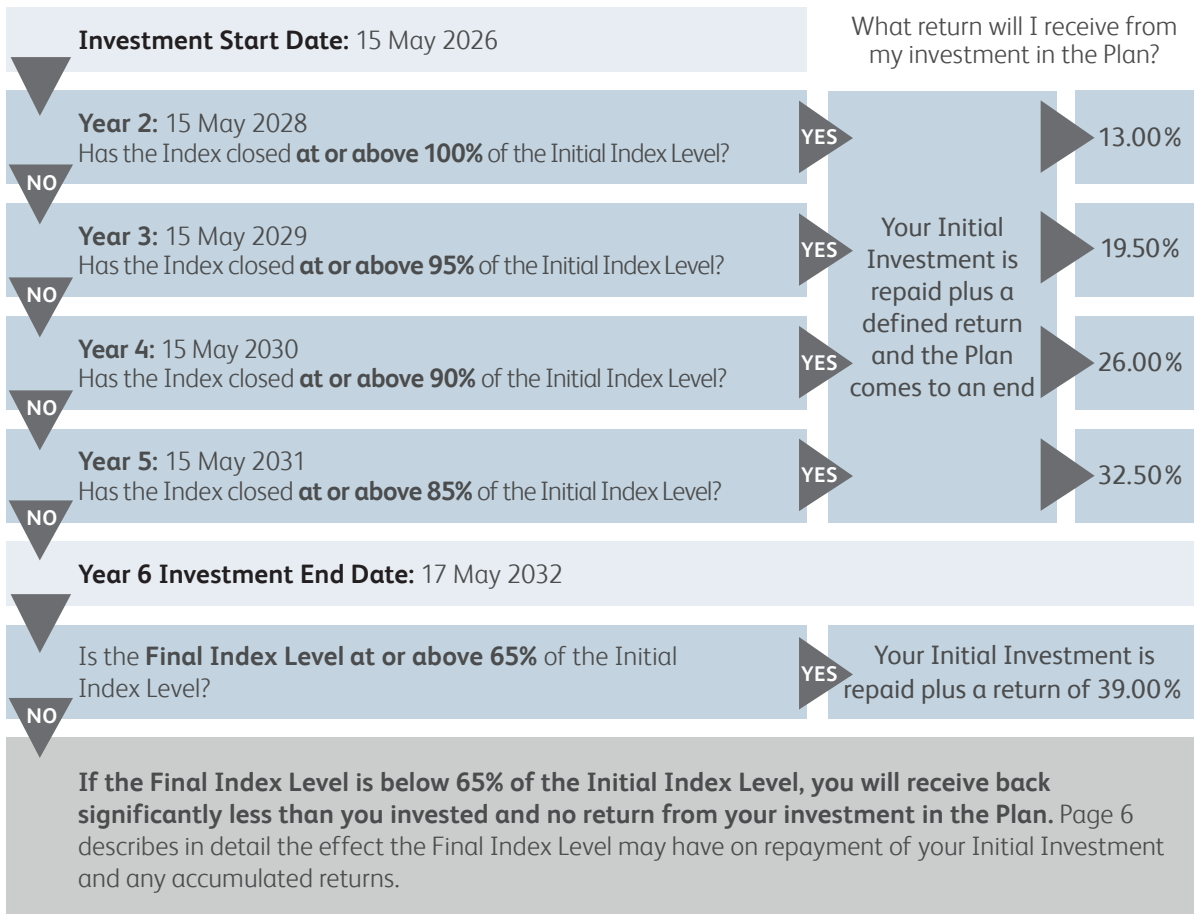 Investment Start Date: 15 May 2026
What return will I receive from
my investment in the Plan?
Year 2: 15 May 2028
Has the Index closed at or above 100% of the Initial Index Level?
YES
13.00%
NO
Year 3: 15 May 2029
Has the Index closed at or above 95% of the Initial Index Level?
YES
19.50%
NO
Year 4: 15 May 2030
Has the Index closed at or above 90% of the Initial Index Level?
YES
26.00%
NO
Year 5: 15 May 2031
Has the Index closed at or above 85% of the Initial Index Level?
YES
32.50%
NO
Your Initial
Investment is
repaid plus a
defined return
and the Plan
comes to an end
Year 6 Investment End Date: 17 May 2032
Is the Final Index Level at or above 65% of the Initial
Index Level?
YES
Your Initial Investment is
repaid plus a return of 39.00%
NO
If the Final Index Level is below 65% of the Initial Index Level, you will receive back
significantly less than you invested and no return from your investment in the Plan. Page 6
describes in detail the effect the Final Index Level may have on repayment of your Initial Investment
and any accumulated returns.